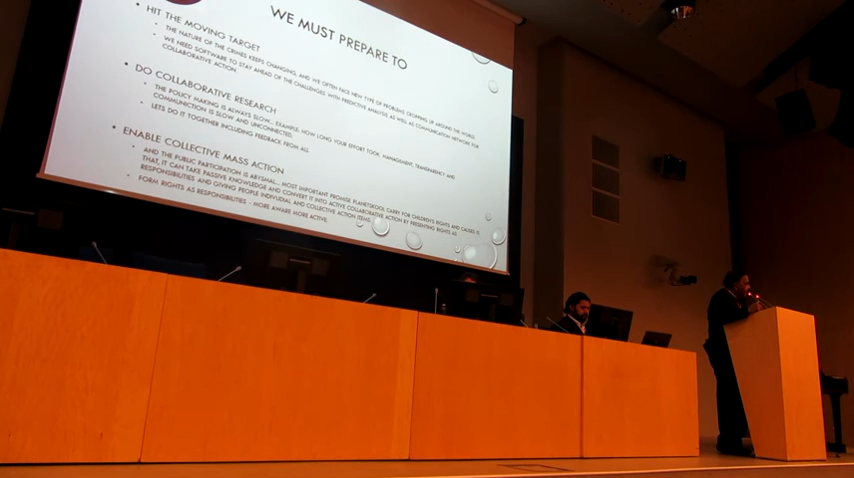 WE MUST PREPARE TO
HIT THE MOVING TARGET
THE NATURE OF THE CRIMES KEEPS CHANGING, AND WE OFTEN FACE NEW TYPE OF PROBLEMS CROPPING UP AROUND THE WORLD.
WE NEED SOFTWARE TO STAY AHEAD OF THE CHALLENGES. WITH PREDICTIVE ANALYSIS AS WELL AS COMMUNICATION NETWORK FOR
COLLABORATIVE ACTION.
DO COLLABORATIVE RESEARCH
THE POLICY MAKING IS ALWAYS SLOW... EXAMPLE: HOW LONG YOUR EFFORT TOOK. MANAGEMENT, TRANSPARENCY AND
COMMUNICATION IS SLOW AND UNCONNECTED.
LETS DO IT TOGETHER INCLUDING FEEDBACK FROM ALL.
ENABLE COLLECTIVE MASS ACTION
AND THE PUBLIC PARTICIPATION IS ABYSMAL... MOST IMPORTANT PROMISE PLANETSKOOL CARRY FOR CHILDREN'S RIGHTS AND CAUSES IS
THAT, IT CAN TAKE PASSIVE KNOWLEDGE AND CONVERT IT INTO ACTIVE COLLABORATIVE ACTION BY PRESENTING RIGHTS AS
RESPONSIBILITIES AND GIVING PEOPLE INDIVUDIAL AND COLLECTIVE ACTION ITEMS.
FORM RIGHTS AS RESPONSIBILITIES - MORE AWARE MORE ACTIVE.